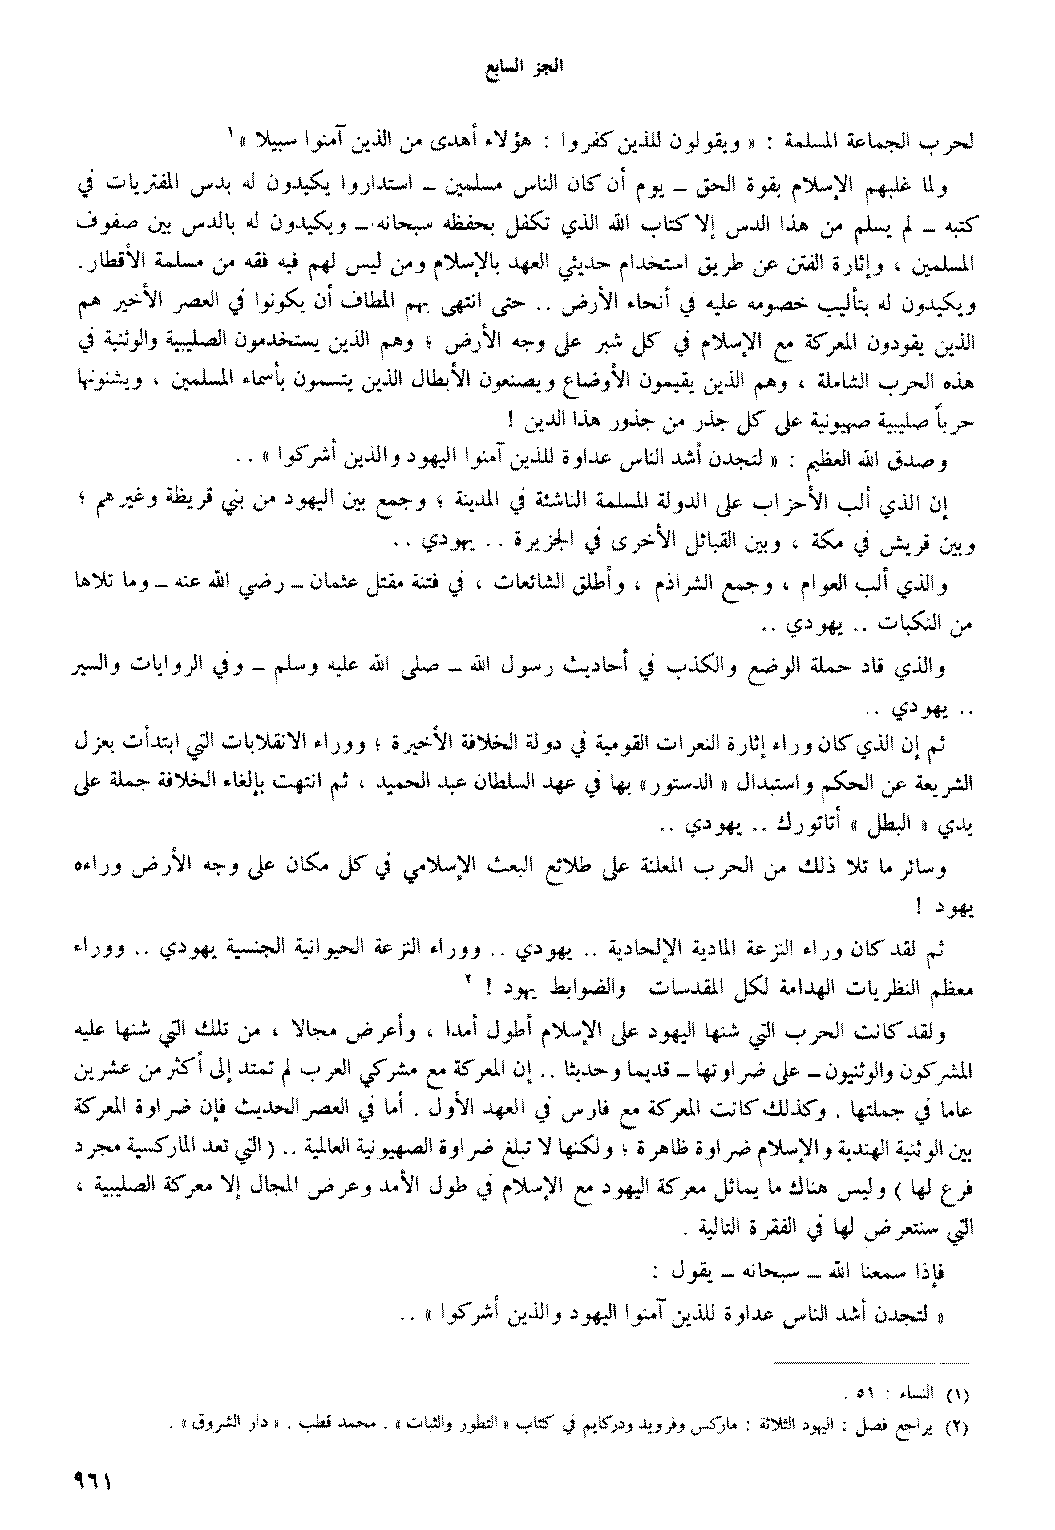 الجز السابع
لحرب الجماعة المسلمة : « ويقولون للذين كفروا : هؤلاء أهدى من الذين آمنوا سبيلا »١
ولما غلبهم الإسلام بقوة الحق – يوم أن كان الناس مسلمين – استداروا يكيدون له بدس المفتريات في
كتبه – لم يسلم من هذا الدس إلا كتاب الله الذي تكفل بحفظه سبحانه – ويكيدون له بالدس بين صفوف
المسلمين ، وإثارة الفتن عن طريق استخدام حديثي العهد بالإسلام ومن ليس لهم فيه فقه من مسلمة الأقطار.
ويكيدون له بتأليب خصومه عليه في أنحاء الأرض .. حتى انتهى بهم المطاف أن يكونوا في العصر الأخير هم
الذين يقودون المعركة مع الإسلام في كل شبر على وجه الأرض ؛ وهم الذين يستخدمون الصليبية والوثنية في
هذه الحرب الشاملة ، وهم الذين يقيمون الأوضاع ويصنعون الأبطال الذين يتسمون بأسماء المسلمين ، ويشنونها
حرباً صليبية صهيونية على كل جذر من جذور هذا الدين !
وصدق الله العظيم : « لتجدن أشد الناس عداوة للذين آمنوا اليهود والذين أشركوا » ..
إن الذي ألب الأحزاب على الدولة المسلمة الناشئة في المدينة ؛ وجمع بين اليهود من بني قريظة وغيرهم ؛
وبين قريش في مكة ، وبين القبائل الأخرى في الجزيرة .. يهودي ..
والذي ألب العوام ، وجمع الشراذم ، وأطلق الشائعات ، في فتنة مقتل عثمان – رضي الله عنه – وما تلاها
من النكبات .. يهودي ..
والذي قاد حملة الوضع والكذب في أحاديث رسول الله – صلى الله عليه وسلم – وفي الروايات والسير
.. يهودي ..
ثم إن الذي كان وراء إثارة النعرات القومية في دولة الخلافة الأخيرة ؛ ووراء الانقلابات التي ابتدأت بعزل
الشريعة عن الحكم واستبدال « الدستور » بها في عهد السلطان عبد الحميد ، ثم انتهت بإلغاء الخلافة جملة على
يدي « البطل » أتاتورك .. يهودي ..
وسائر ما تلا ذلك من الحرب المعلنة على طلائع البعث الإسلامي في كل مكان على وجه الأرض وراءه
يهود !
ثم لقد كان وراء النزعة المادية الإلحادية .. يهودي .. ووراء النزعة الحيوانية الجنسية يهودي .. ووراء
معظم النظريات الهدامة لكل المقدسات والضوابط يهود ! ٢
ولقد كانت الحرب التي شنها اليهود على الإسلام أطول أمدا ، وأعرض مجالا ، من تلك التي شنها عليه
المشركون والوثنيون – على ضراوتها – قديما وحديثا .. إن المعركة مع مشركي العرب لم تمتد إلى أكثر من عشرين
عاما في جملتها . وكذلك كانت المعركة مع فارس في العهد الأول . أما في العصر الحديث فإن ضراوة المعركة
بين الوثنية الهندية والإسلام ضراوة ظاهرة ؛ ولكنها لا تبلغ ضراوة الصهيونية العالمية .. ( التي تعد الماركسية مجرد
فرع لها ) وليس هناك ما يماثل معركة اليهود مع الإسلام في طول الأمد وعرض المجال إلا معركة الصليبية ،
التي سنتعرض لها في الفقرة التالية .
فإذا سمعنا الله – سبحانه – يقول :
« لتجدن أشد الناس عداوة للذين آمنوا اليهود والذين أشركوا » ..
(١) النساء : ٥١ .
(٢) يراجع فصل : اليهود الثلاثة : ماركس وفرويد ودركايم في كتاب « التطور والثبات » . محمد قطب . « دار الشروق » .
٩٦١